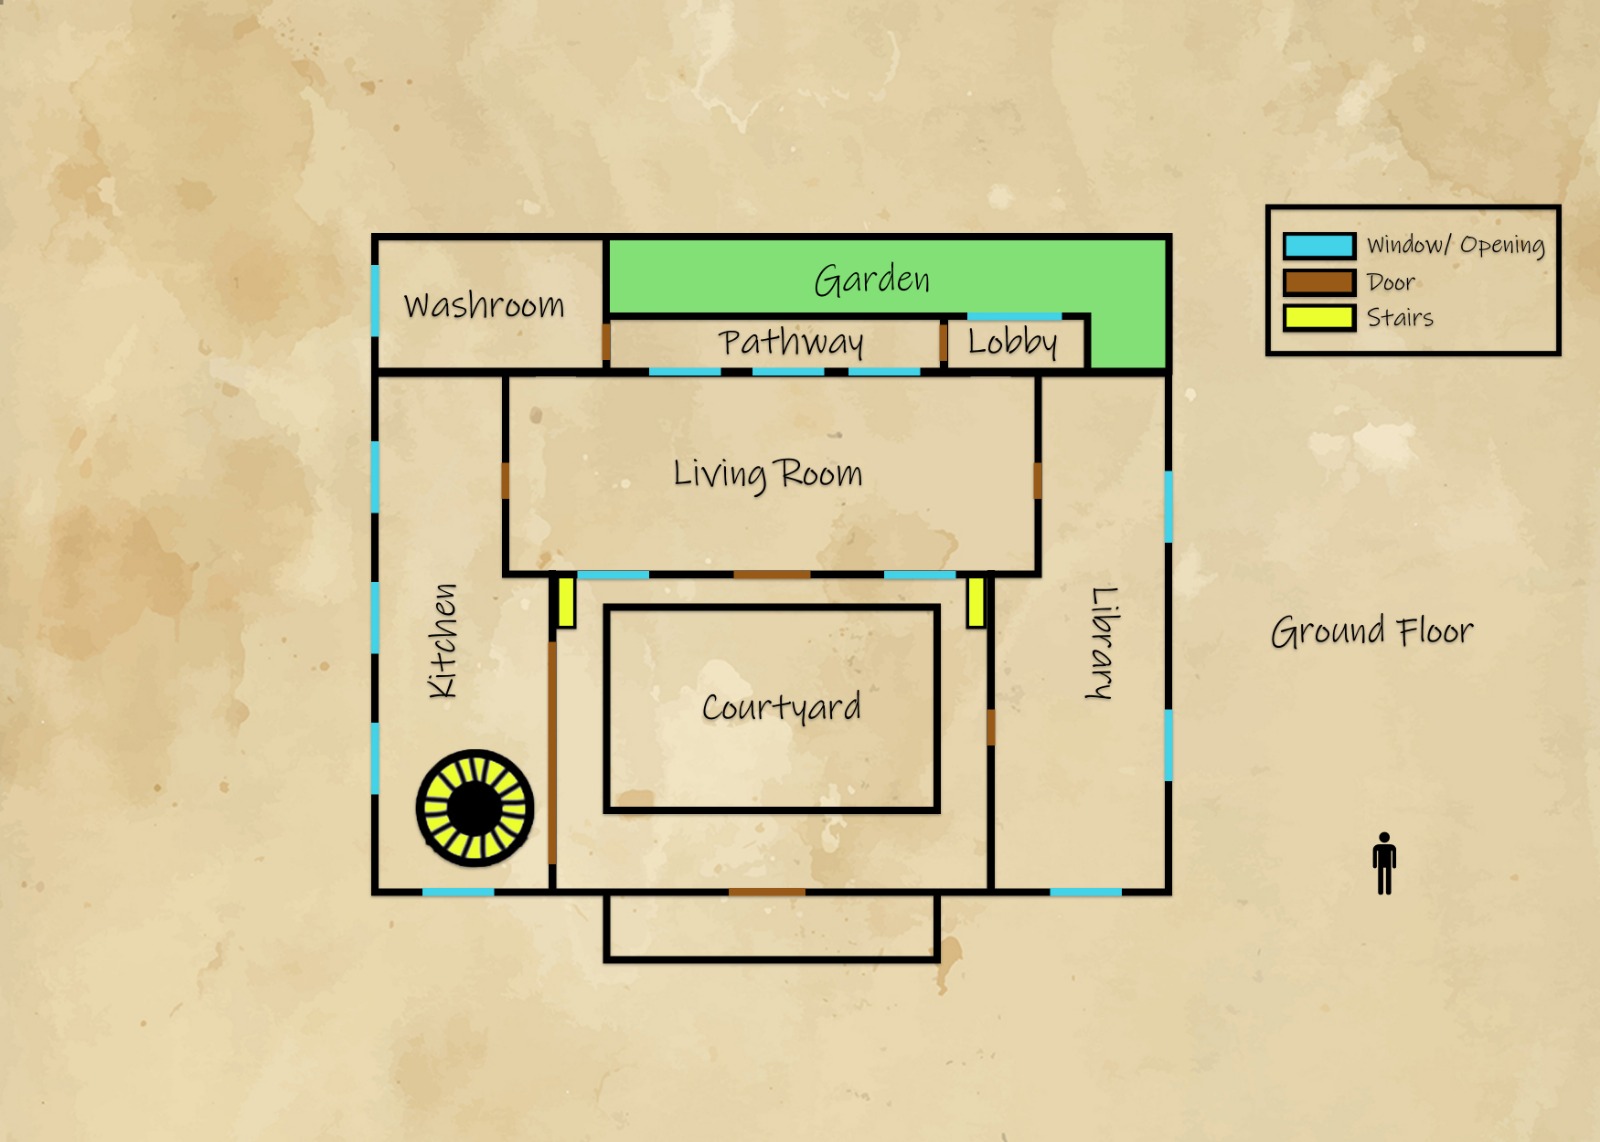 Window/ Opening
Door
Stairs
Garden
Washroom
Pathway
Lobby
Living Room
Kitchen
Library
Ground Floor
Courtyard